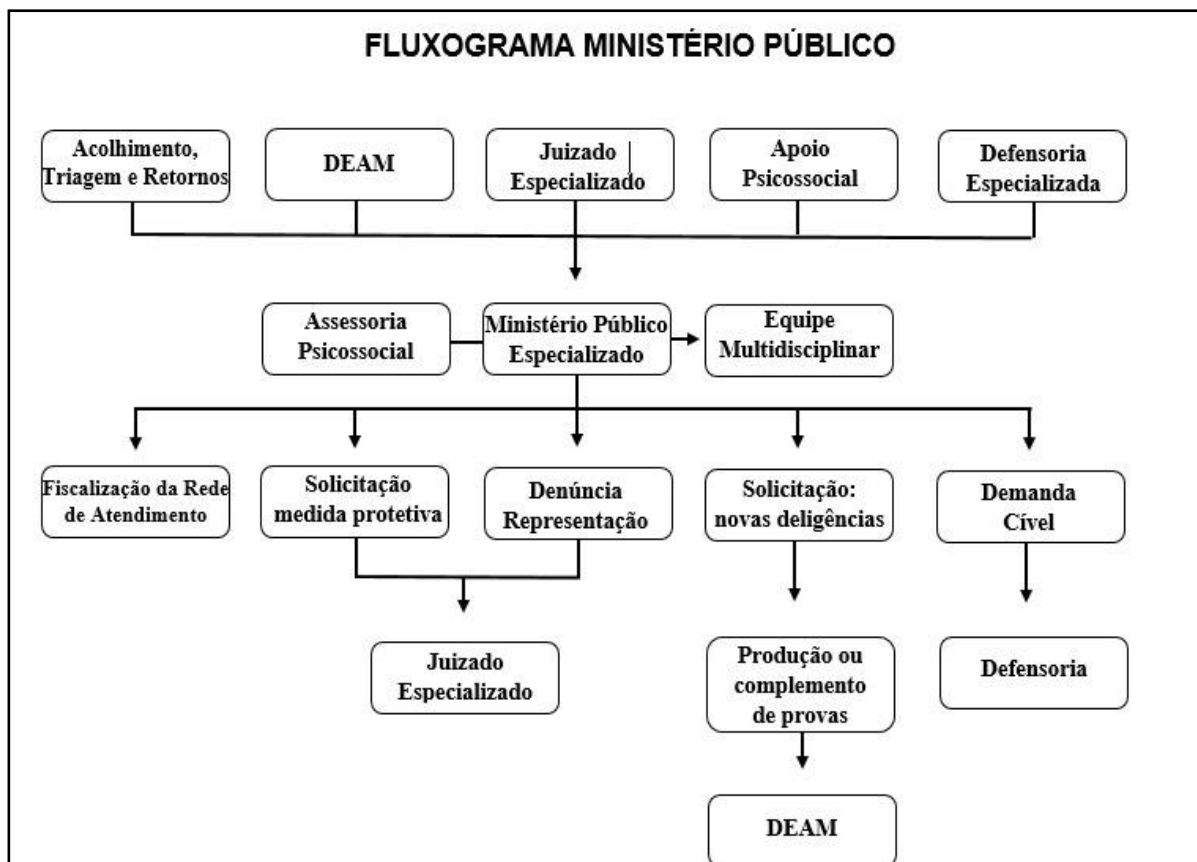 FLUXOGRAMA MINISTÉRIO PÚBLICO
Acolhimento,
Triagem e Retornos
DEAM
Juizado
Especializado
Apoio
Psicossocial
Defensoria
Especializada
Assessoria
Psicossocial
Ministério Público
Especializado
Equipe
Multidisciplinar
Fiscalização da Rede
de Atendimento
Solicitação
medida protetiva
Denúncia
Representação
Solicitação:
novas deligências
Demanda
Cível
Juizado
Especializado
Produção ou
complemento
de provas
Defensoria
DEAM